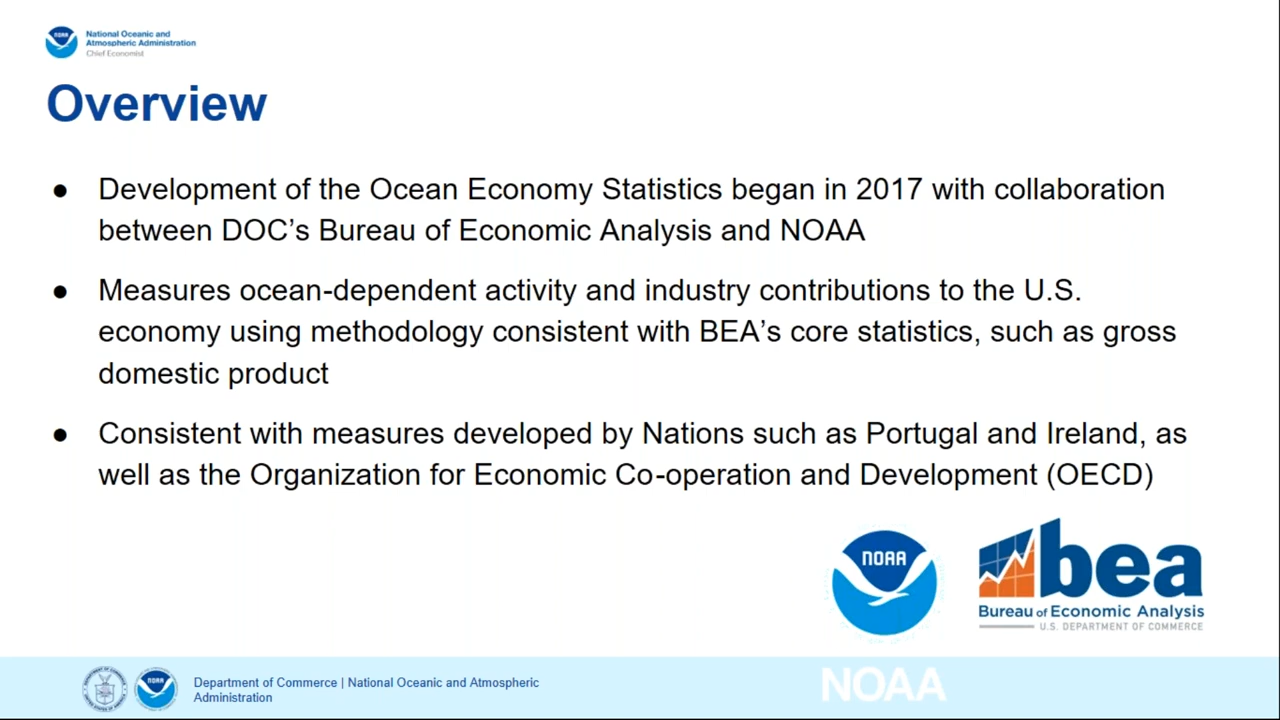 NOAA
National Oceanic and
Atmospheric Administration
Chief Economist
Overview
● Development of the Ocean Economy Statistics began in 2017 with collaboration
between DOC’s Bureau of Economic Analysis and NOAA
● Measures ocean-dependent activity and industry contributions to the U.S.
economy using methodology consistent with BEA’s core statistics, such as gross
domestic product
● Consistent with measures developed by Nations such as Portugal and Ireland, as
well as the Organization for Economic Co-operation and Development (OECD)
NOAA
bea
Bureau of Economic Analysis
U.S. DEPARTMENT OF COMMERCE
NOAA
Department of Commerce | National Oceanic and Atmospheric
Administration
NOAA